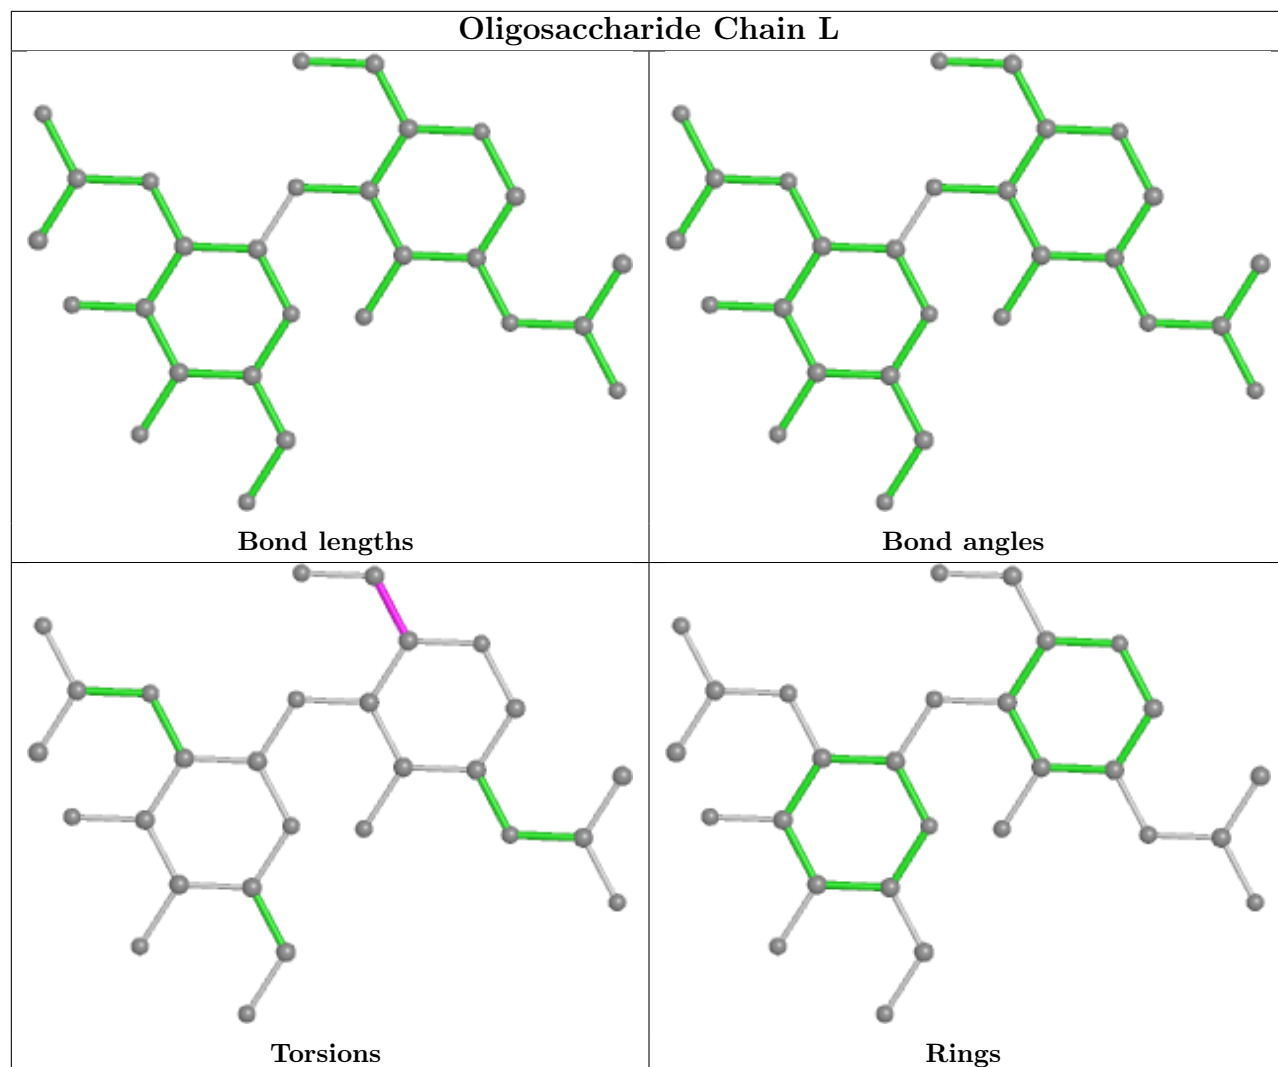 Oligosaccharide Chain L
Bond lengths
Bond angles
Torsions
Rings